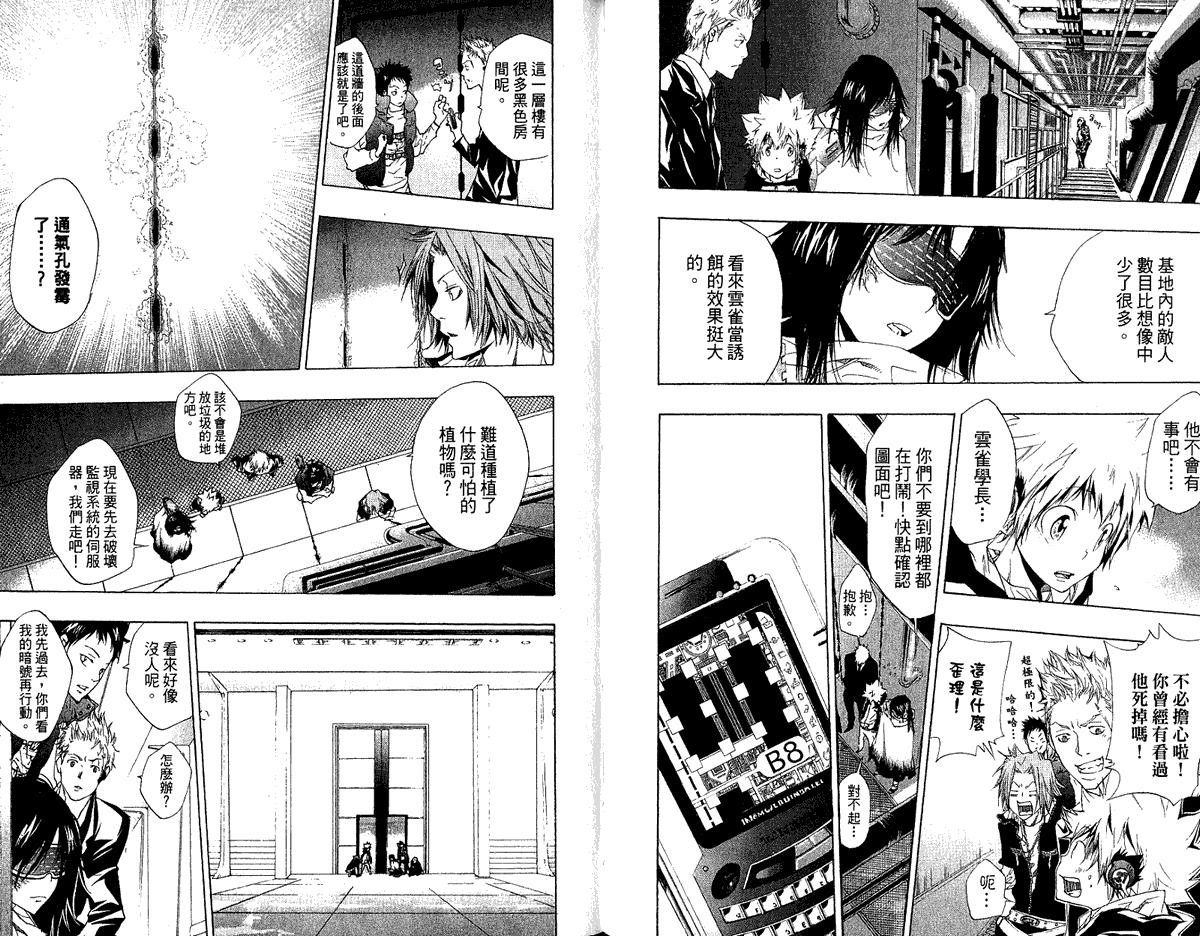 基地內的敵人
數目比想像中
少了很多。
看來雲雀當誘
餌的效果挺大
的。
他不會有
事吧……
雲雀學長…
不必擔心啦！
你曾經有看過
他死掉嗎！
超極限的！
哈哈哈…
這是什麼
歪理！
呃…
你們不要到哪裡都
在打鬧！快點確認
圖面吧！
抱…
抱歉。
對不起…
B8
這一層樓有
很多黑色房
間呢。
這道牆的後面
應該就是了吧。
通氣孔發霉
了……？
難道種植了
什麼可怕的
植物嗎？
該不會是堆
放垃圾的地
方吧。
現在要先去破壞
監視系統的伺服
器，我們走吧！
看來好像
沒人呢。
怎麼辦？
我先過去，你們看
我的暗號再行動。